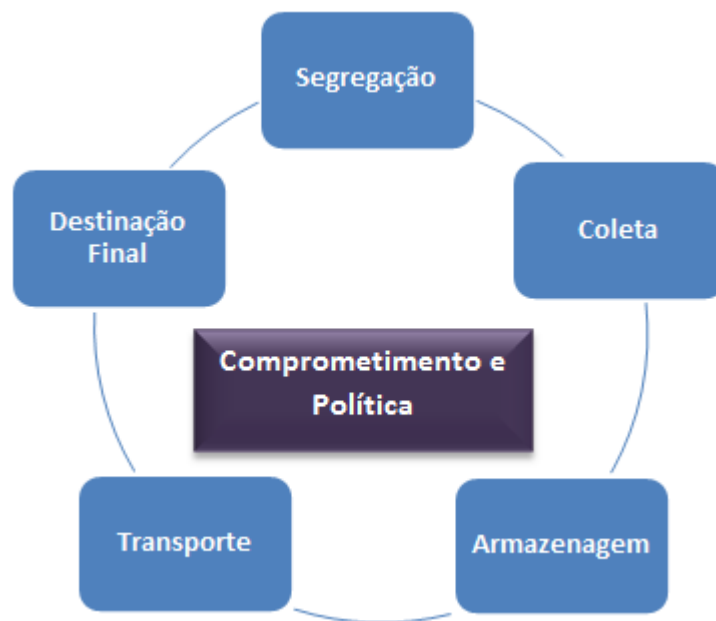 Segregação
Coleta
Armazenagem
Transporte
Destinação
Final
Comprometimento e
Política